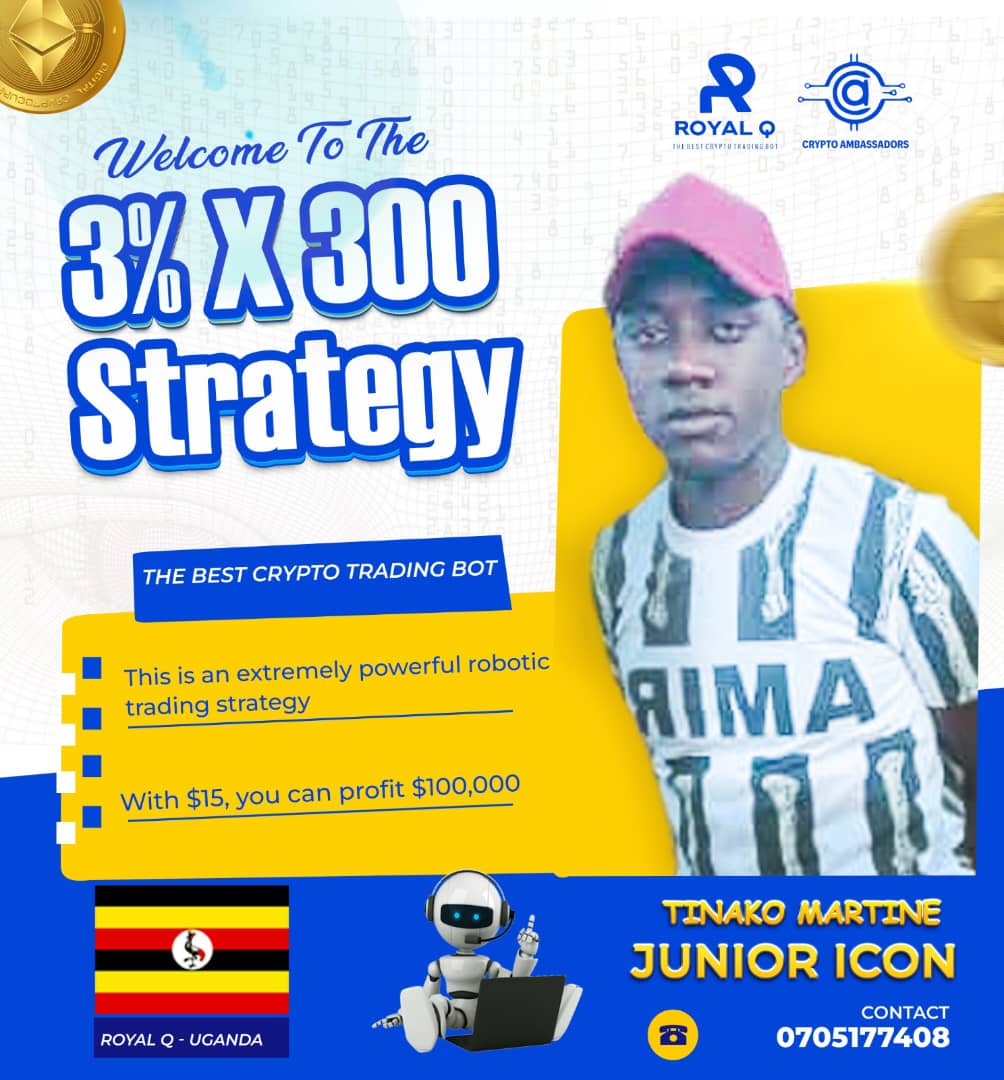 ROYAL Q
THE BEST CRYPTO TRADING BOT
CRYPTO AMBASSADORS
Welcome To The
3% X 300
Strategy
THE BEST CRYPTO TRADING BOT
This is an extremely powerful robotic
trading strategy
With $15, you can profit $100,000
AMIR
TINAKO MARTINE
JUNIOR ICON
CONTACT
0705177408
ROYAL Q - UGANDA